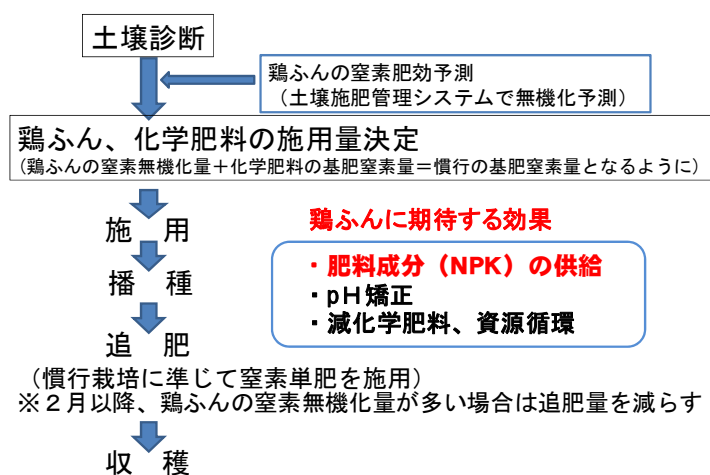 土壌診断
鶏ふんの窒素肥効予測
（土壌施肥管理システムで無機化予測）
鶏ふん、化学肥料の施用量決定
（鶏ふんの窒素無機化量＋化学肥料の基肥窒素量＝慣行の基肥窒素量となるように）
施　用
播　種
追　肥
鶏ふんに期待する効果
・肥料成分（NPK）の供給
・pH矯正
・減化学肥料、資源循環
（慣行栽培に準じて窒素単肥を施用）
※２月以降、鶏ふんの窒素無機化量が多い場合は追肥量を減らす
収　穫